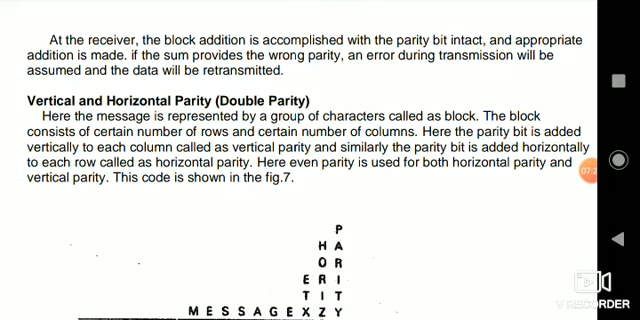 At the receiver, the block addition is accomplished with the parity bit intact, and appropriate
addition is made. if the sum provides the wrong parity, an error during transmission will be
assumed and the data will be retransmitted.
Vertical and Horizontal Parity (Double Parity)
Here the message is represented by a group of characters called as block. The block
consists of certain number of rows and certain number of columns. Here the parity bit is added
vertically to each column called as vertical parity and similarly the parity bit is added horizontally
to each row called as horizontal parity. Here even parity is used for both horizontal parity and
vertical parity. This code is shown in the fig.7.
P
H A
O R
E R I
T I T
M E S S A G E X Z Y
RECORDER